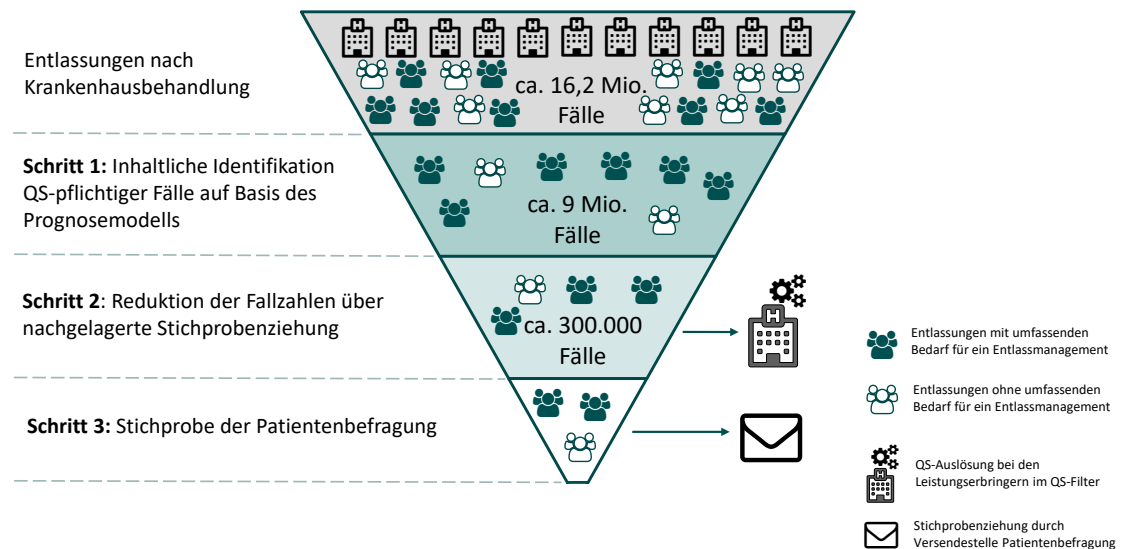 Entlassungen nach
Krankenhausbehandlung
H H H H H H H H H H H
ca. 16,2 Mio.
Fälle
Schritt 1: Inhaltliche Identifikation
QS-pflichtiger Fälle auf Basis des
Prognosemodells
ca. 9 Mio.
Fälle
Schritt 2: Reduktion der Fallzahlen über
nachgelagerte Stichprobenziehung
ca. 300.000
Fälle
H
Schritt 3: Stichprobe der Patientenbefragung
Entlassungen mit umfassenden
Bedarf für ein Entlassmanagement
Entlassungen ohne umfassenden
Bedarf für ein Entlassmanagement
H
QS-Auslösung bei den
Leistungserbringern im QS-Filter
Stichprobenziehung durch
Versendestelle Patientenbefragung